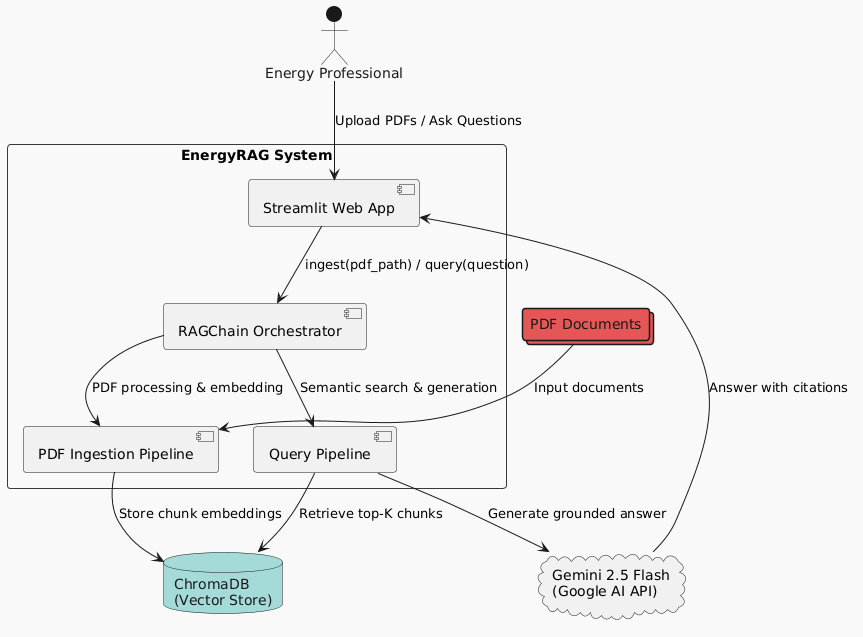 Energy Professional
Upload PDFs / Ask Questions
EnergyRAG System
Streamlit Web App
ingest(pdf_path) / query(question)
RAGChain Orchestrator
PDF Documents
PDF processing & embedding
Semantic search & generation
Input documents
Answer with citations
PDF Ingestion Pipeline
Query Pipeline
Store chunk embeddings
Retrieve top-K chunks
Generate grounded answer
ChromaDB
(Vector Store)
Gemini 2.5 Flash
(Google AI API)